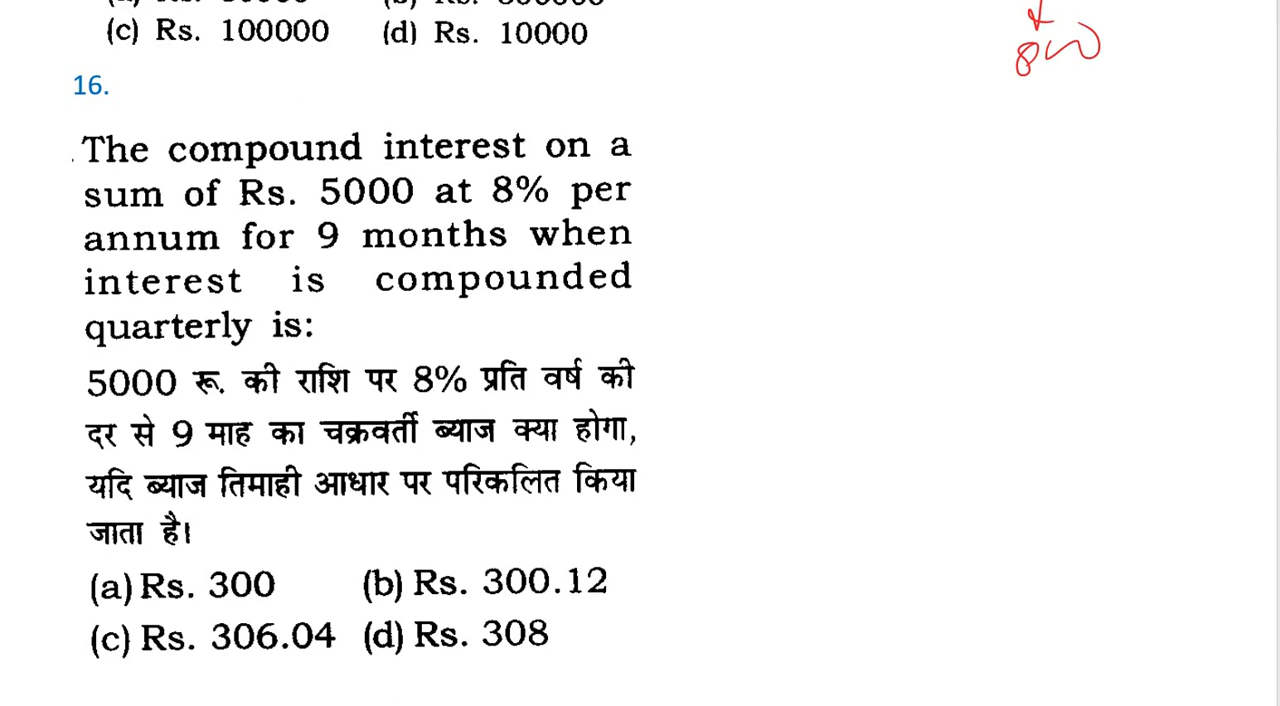 (c) Rs. 100000 (d) Rs. 10000
16.
The compound interest on a
sum of Rs. 5000 at 8% per
annum for 9 months when
interest is compounded
quarterly is:
5000 रू. की राशि पर 8% प्रति वर्ष की
दर से 9 माह का चक्रवर्ती ब्याज क्या होगा,
यदि ब्याज तिमाही आधार पर परिकलित किया
जाता है।
(a) Rs. 300 (b) Rs. 300.12
(c) Rs. 306.04 (d) Rs. 308